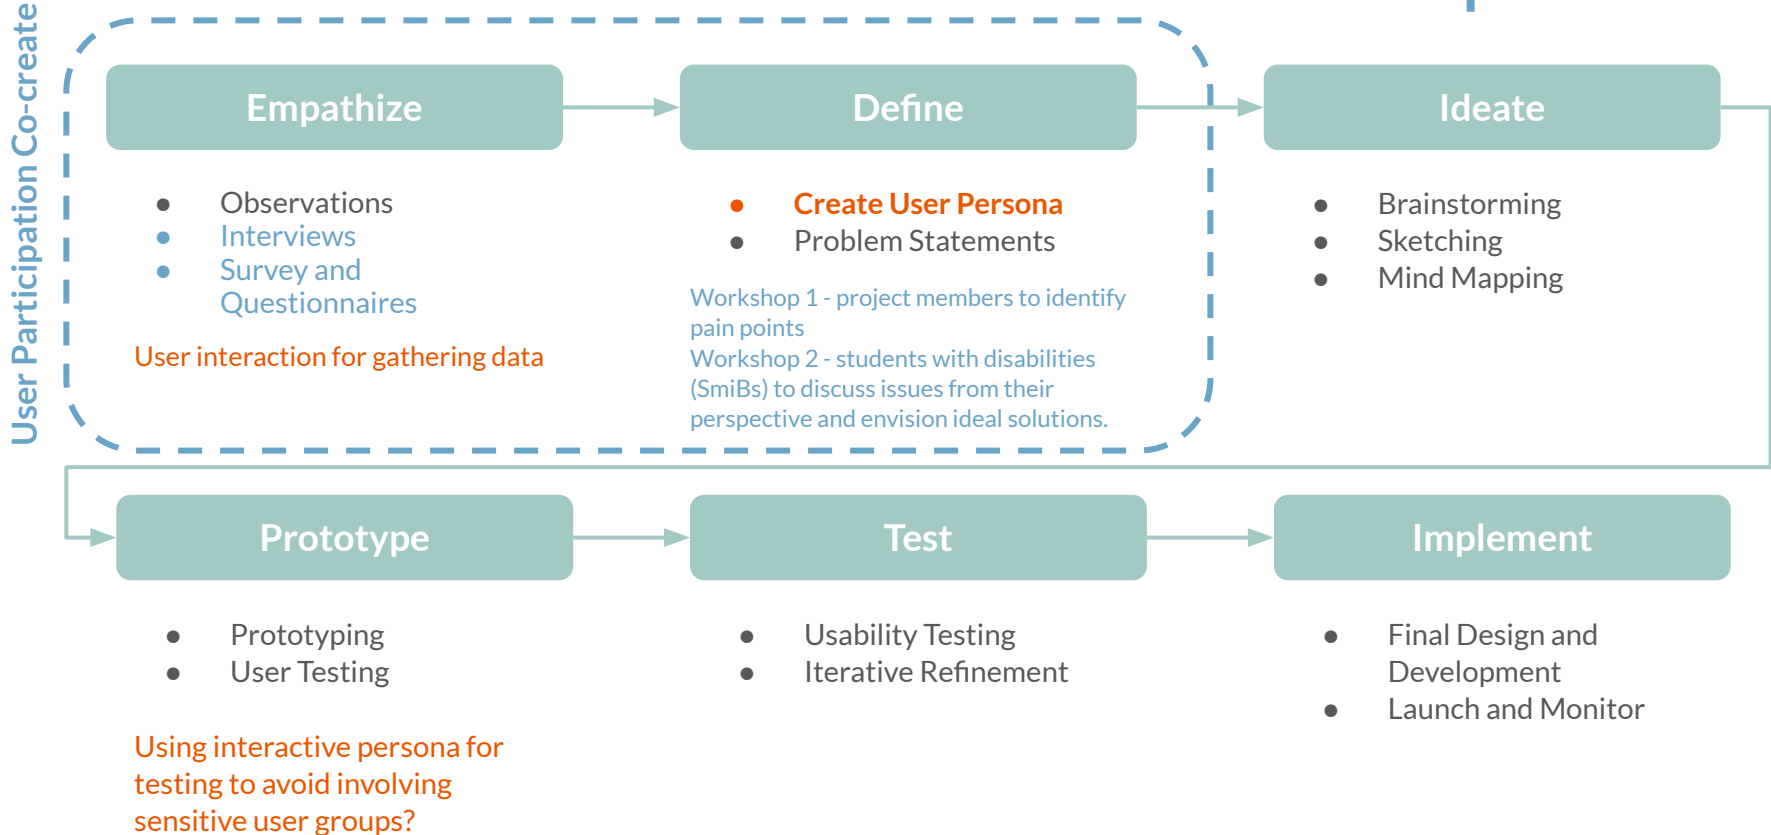 User Participation Co-create
Empathize
Observations
Interviews
Survey and
Questionnaires
User interaction for gathering data
Define
Create User Persona
Problem Statements
Workshop 1 - project members to identify
pain points
Workshop 2 - students with disabilities
(SmiBs) to discuss issues from their
perspective and envision ideal solutions.
Ideate
Brainstorming
Sketching
Mind Mapping
Prototype
Prototyping
User Testing
Using interactive persona for
testing to avoid involving
sensitive user groups?
Test
Usability Testing
Iterative Refinement
Implement
Final Design and
Development
Launch and Monitor